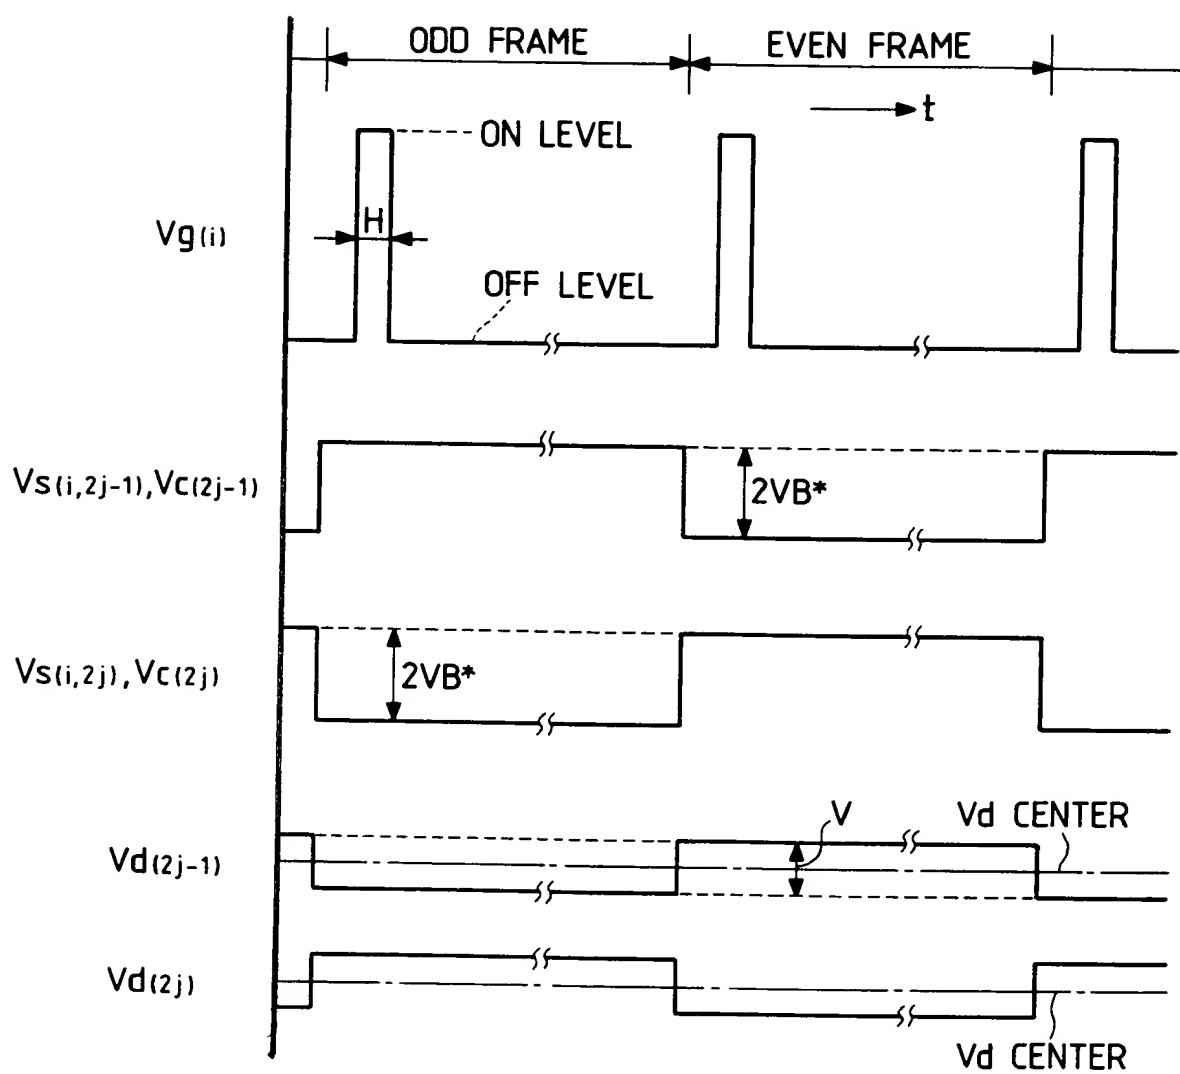 ODD FRAME
EVEN FRAME
t
ON LEVEL
Vg(i)
H
OFF LEVEL
Vs(i,2j-1),Vc(2j-1)
2VB*
Vs(i,2j),Vc(2j)
2VB*
V
Vd CENTER
Vd(2j-1)
Vd(2j)
Vd CENTER